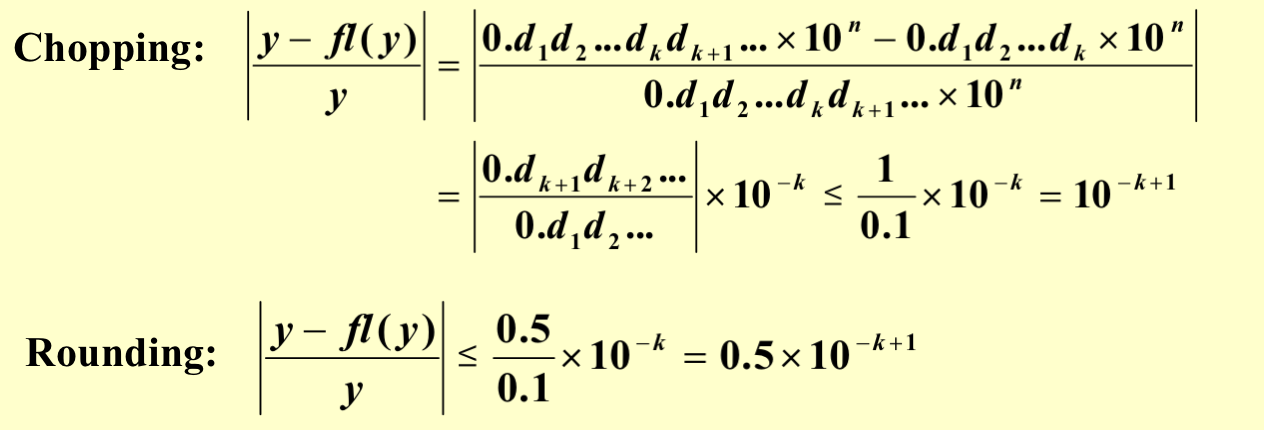 Chopping: |y − fl(y) / y| = |0.d₁d₂...dₖdₖ₊₁... × 10ⁿ − 0.d₁d₂...dₖ × 10ⁿ / 0.d₁d₂...dₖdₖ₊₁... × 10ⁿ|
= |0.dₖ₊₁dₖ₊₂... / 0.d₁d₂...| × 10⁻ᵏ ≤ 1 / 0.1 × 10⁻ᵏ = 10⁻ᵏ⁺¹
Rounding: |y − fl(y) / y| ≤ 0.5 / 0.1 × 10⁻ᵏ = 0.5 × 10⁻ᵏ⁺¹